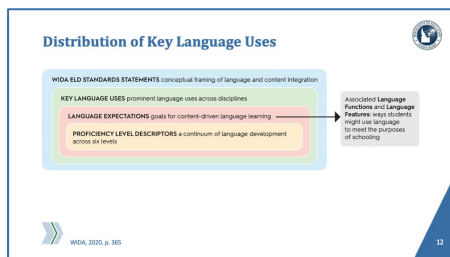 Distribution of Key Language Uses
WIDA ELD STANDARDS STATEMENTS conceptual framing of language and content integration
KEY LANGUAGE USES prominent language uses across disciplines
LANGUAGE EXPECTATIONS goals for content-driven language learning
PROFICIENCY LEVEL DESCRIPTORS a continuum of language development
across six levels
Associated Language
Functions and Language
Features: ways students
might use language
to meet the purposes
of schooling
WIDA, 2020, p. 365
12